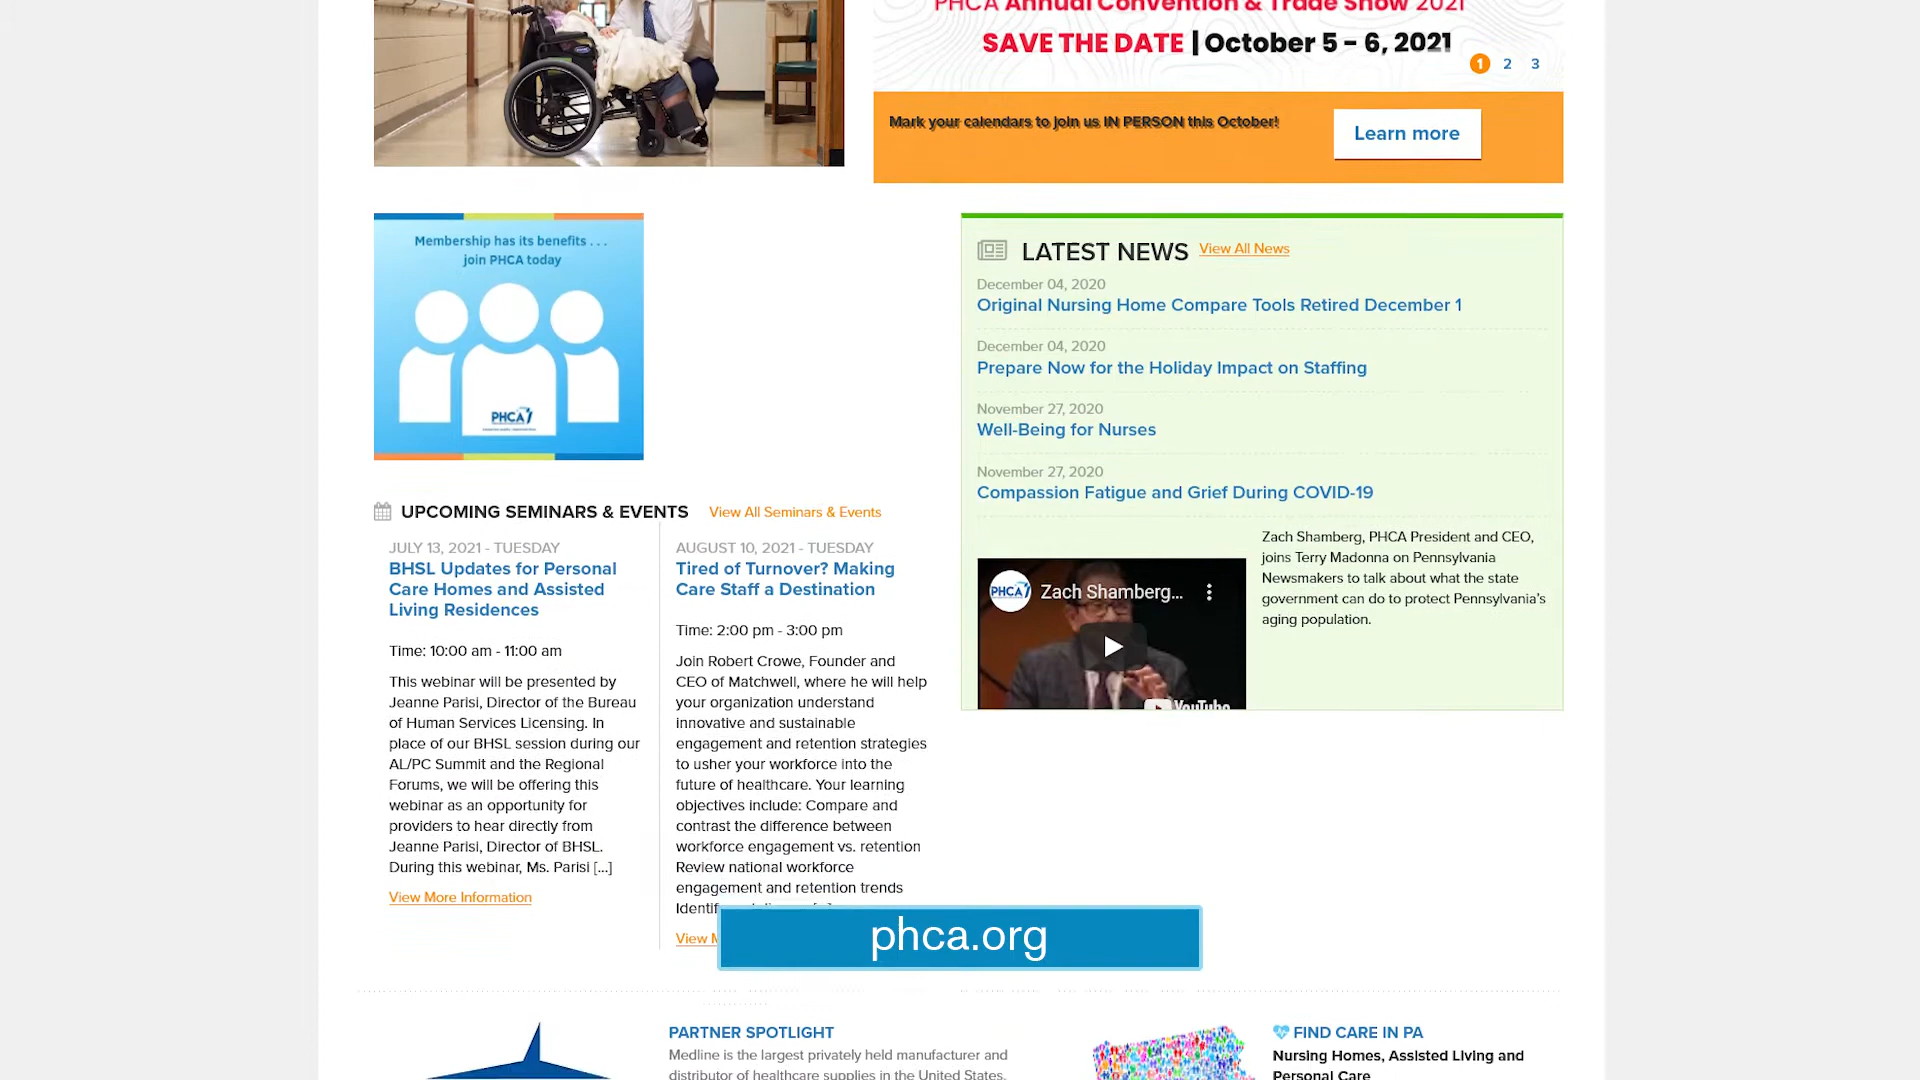 PHCA Annual Convention & Trade Show 2021
SAVE THE DATE | October 5 - 6, 2021
1 2 3
Mark your calendars to join us IN PERSON this October!
Learn more
Membership has its benefits . . .
join PHCA today
PHCA
LATEST NEWS View All News
December 04, 2020
Original Nursing Home Compare Tools Retired December 1
December 04, 2020
Prepare Now for the Holiday Impact on Staffing
November 27, 2020
Well-Being for Nurses
November 27, 2020
Compassion Fatigue and Grief During COVID-19
PHCA Zach Shamberg...
YouTube
Zach Shamberg, PHCA President and CEO,
joins Terry Madonna on Pennsylvania
Newsmakers to talk about what the state
government can do to protect Pennsylvania's
aging population.
UPCOMING SEMINARS & EVENTS View All Seminars & Events
JULY 13, 2021 - TUESDAY
BHSL Updates for Personal
Care Homes and Assisted
Living Residences
Time: 10:00 am - 11:00 am
This webinar will be presented by
Jeanne Parisi, Director of the Bureau
of Human Services Licensing. In
place of our BHSL session during our
AL/PC Summit and the Regional
Forums, we will be offering this
webinar as an opportunity for
providers to hear directly from
Jeanne Parisi, Director of BHSL.
During this webinar, Ms. Parisi [...]
View More Information
AUGUST 10, 2021 - TUESDAY
Tired of Turnover? Making
Care Staff a Destination
Time: 2:00 pm - 3:00 pm
Join Robert Crowe, Founder and
CEO of Matchwell, where he will help
your organization understand
innovative and sustainable
engagement and retention strategies
to usher your workforce into the
future of healthcare. Your learning
objectives include: Compare and
contrast the difference between
workforce engagement vs. retention
Review national workforce
engagement and retention trends
View
phca.org
PARTNER SPOTLIGHT
Medline is the largest privately held manufacturer and
distributor of healthcare supplies in the United States.
FIND CARE IN PA
Nursing Homes, Assisted Living and
Personal Care